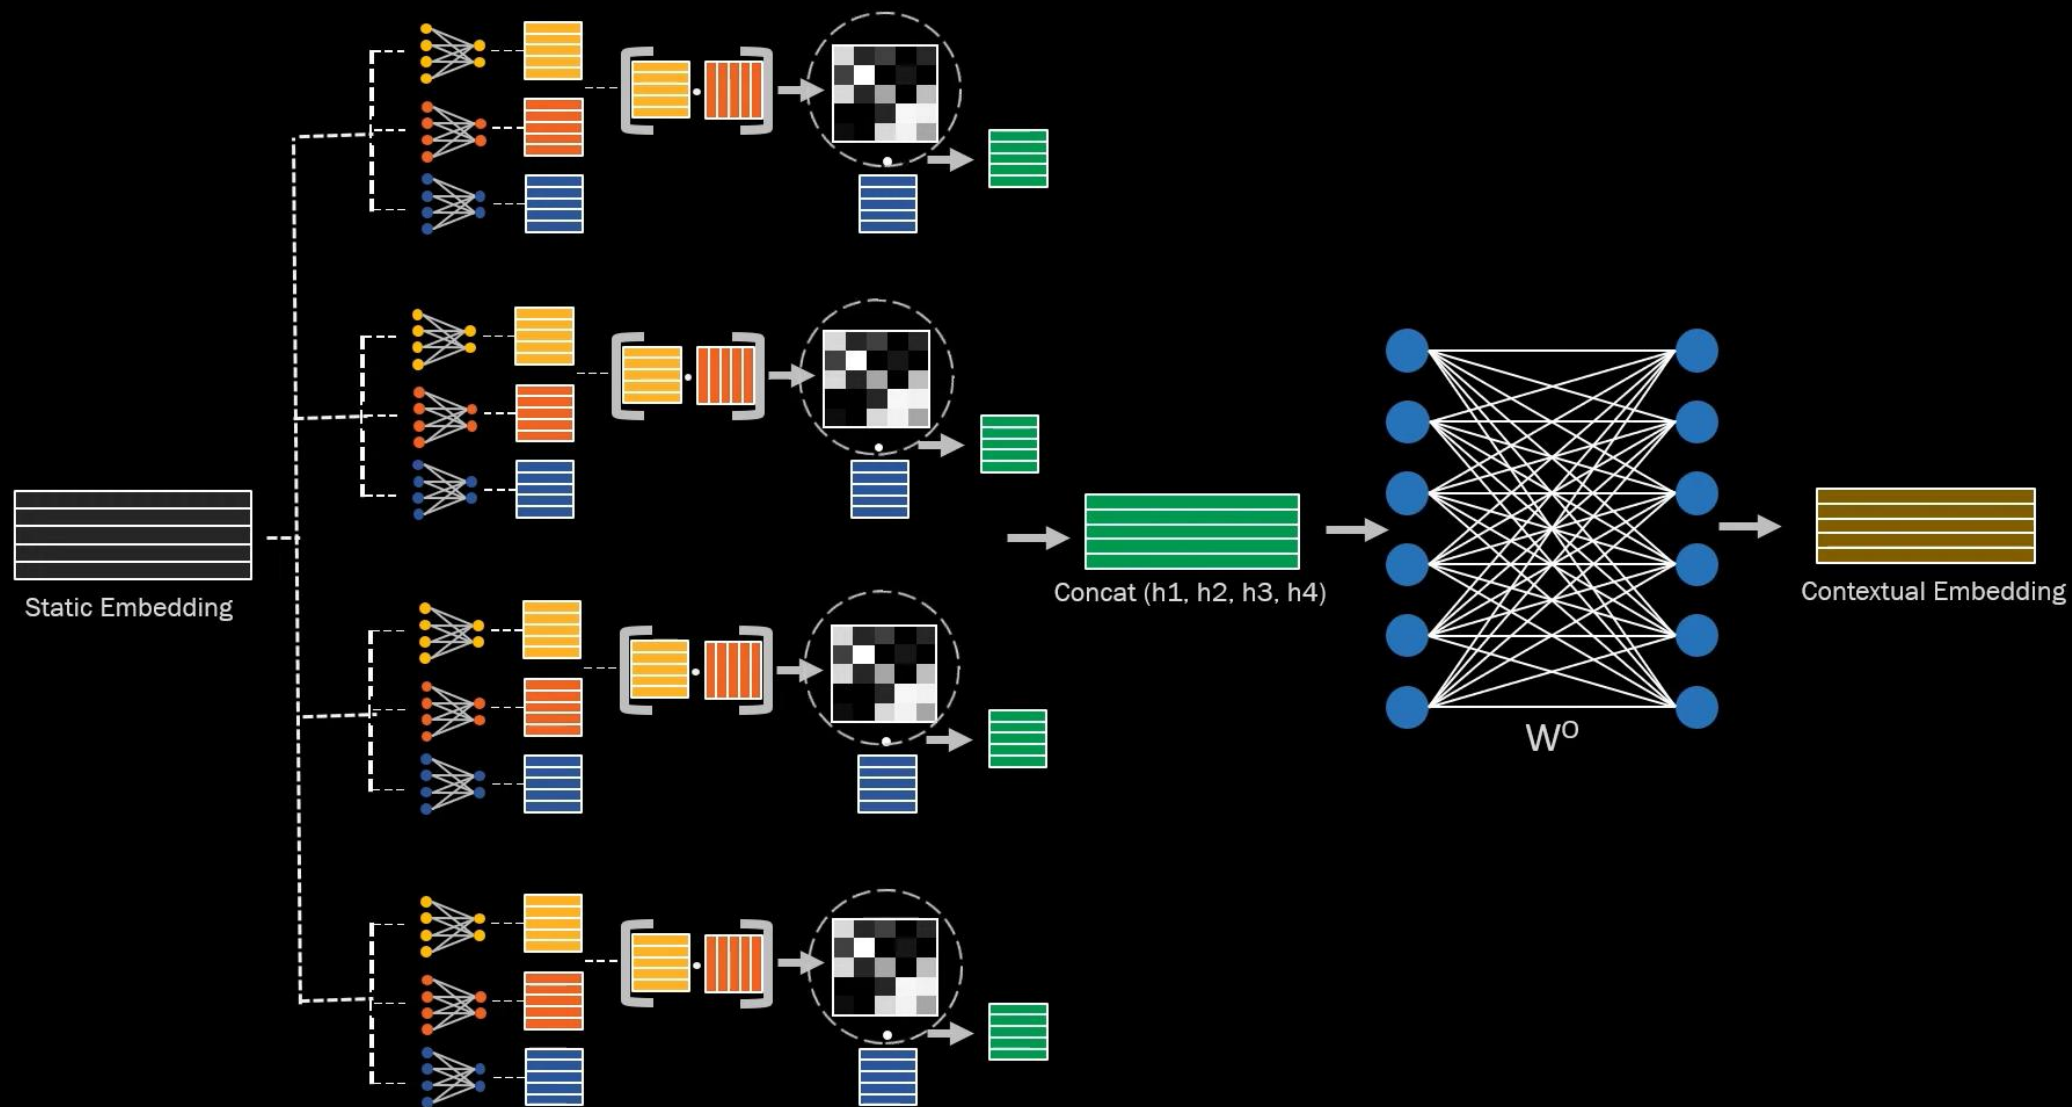 Static Embedding
Concat (h1, h2, h3, h4)
W^O
Contextual Embedding